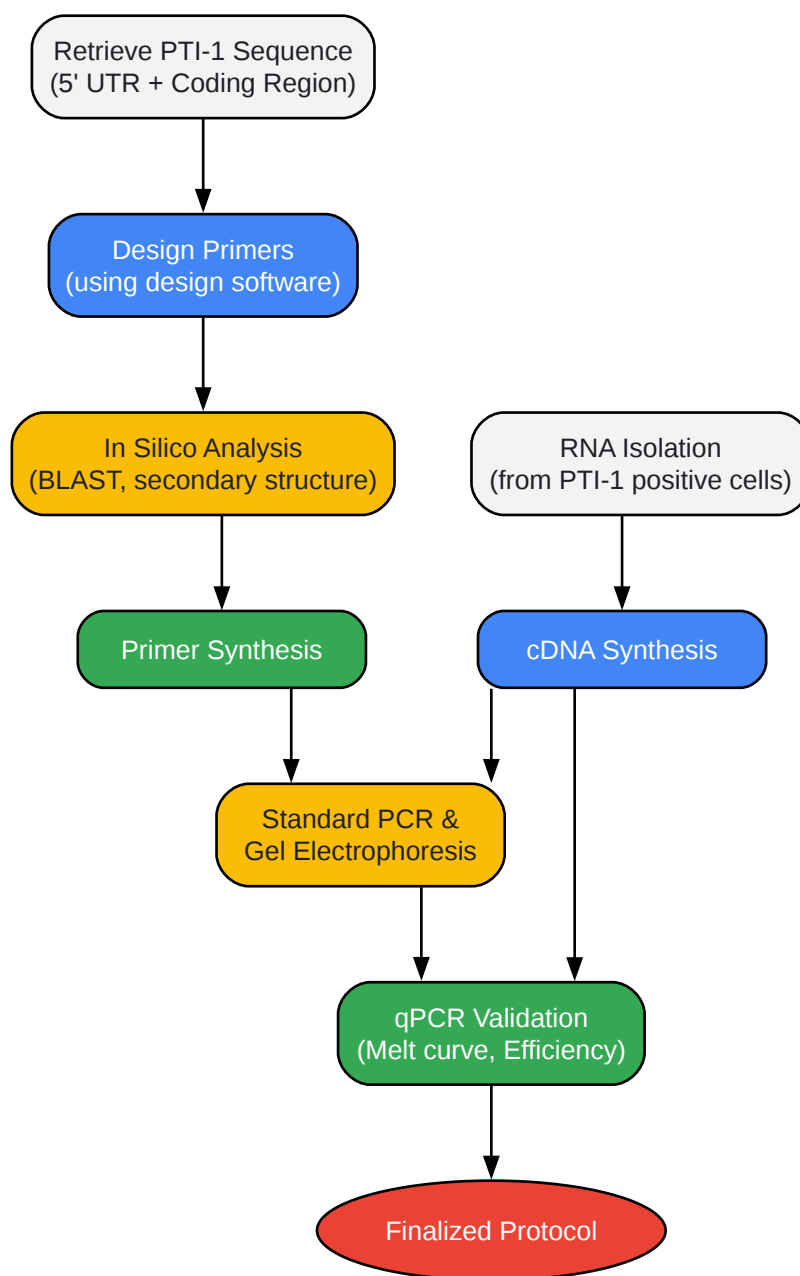 Retrieve PTI-1 Sequence
(5' UTR + Coding Region)
Design Primers
(using design software)
In Silico Analysis
(BLAST, secondary structure)
RNA Isolation
(from PTI-1 positive cells)
Primer Synthesis
cDNA Synthesis
Standard PCR &
Gel Electrophoresis
qPCR Validation
(Melt curve, Efficiency)
Finalized Protocol